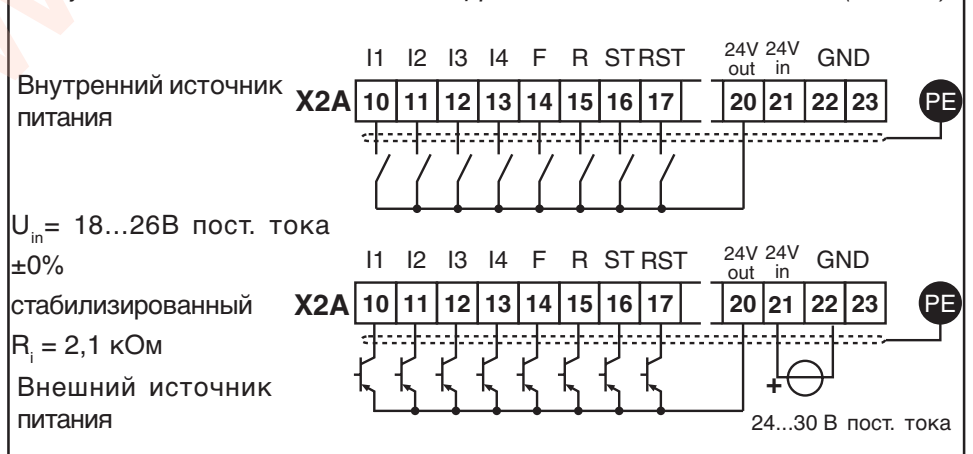 I1 I2 I3 I4 F R ST RST 24V out 24V in GND
Внутренний источник
питания
X2A 10 11 12 13 14 15 16 17 20 21 22 23 PE
U_in= 18...26В пост. тока
±0%
стабилизированный
R_i = 2,1 кОм
Внешний источник
питания
I1 I2 I3 I4 F R ST RST 24V out 24V in GND
X2A 10 11 12 13 14 15 16 17 20 21 22 23 PE
+
24...30 В пост. тока